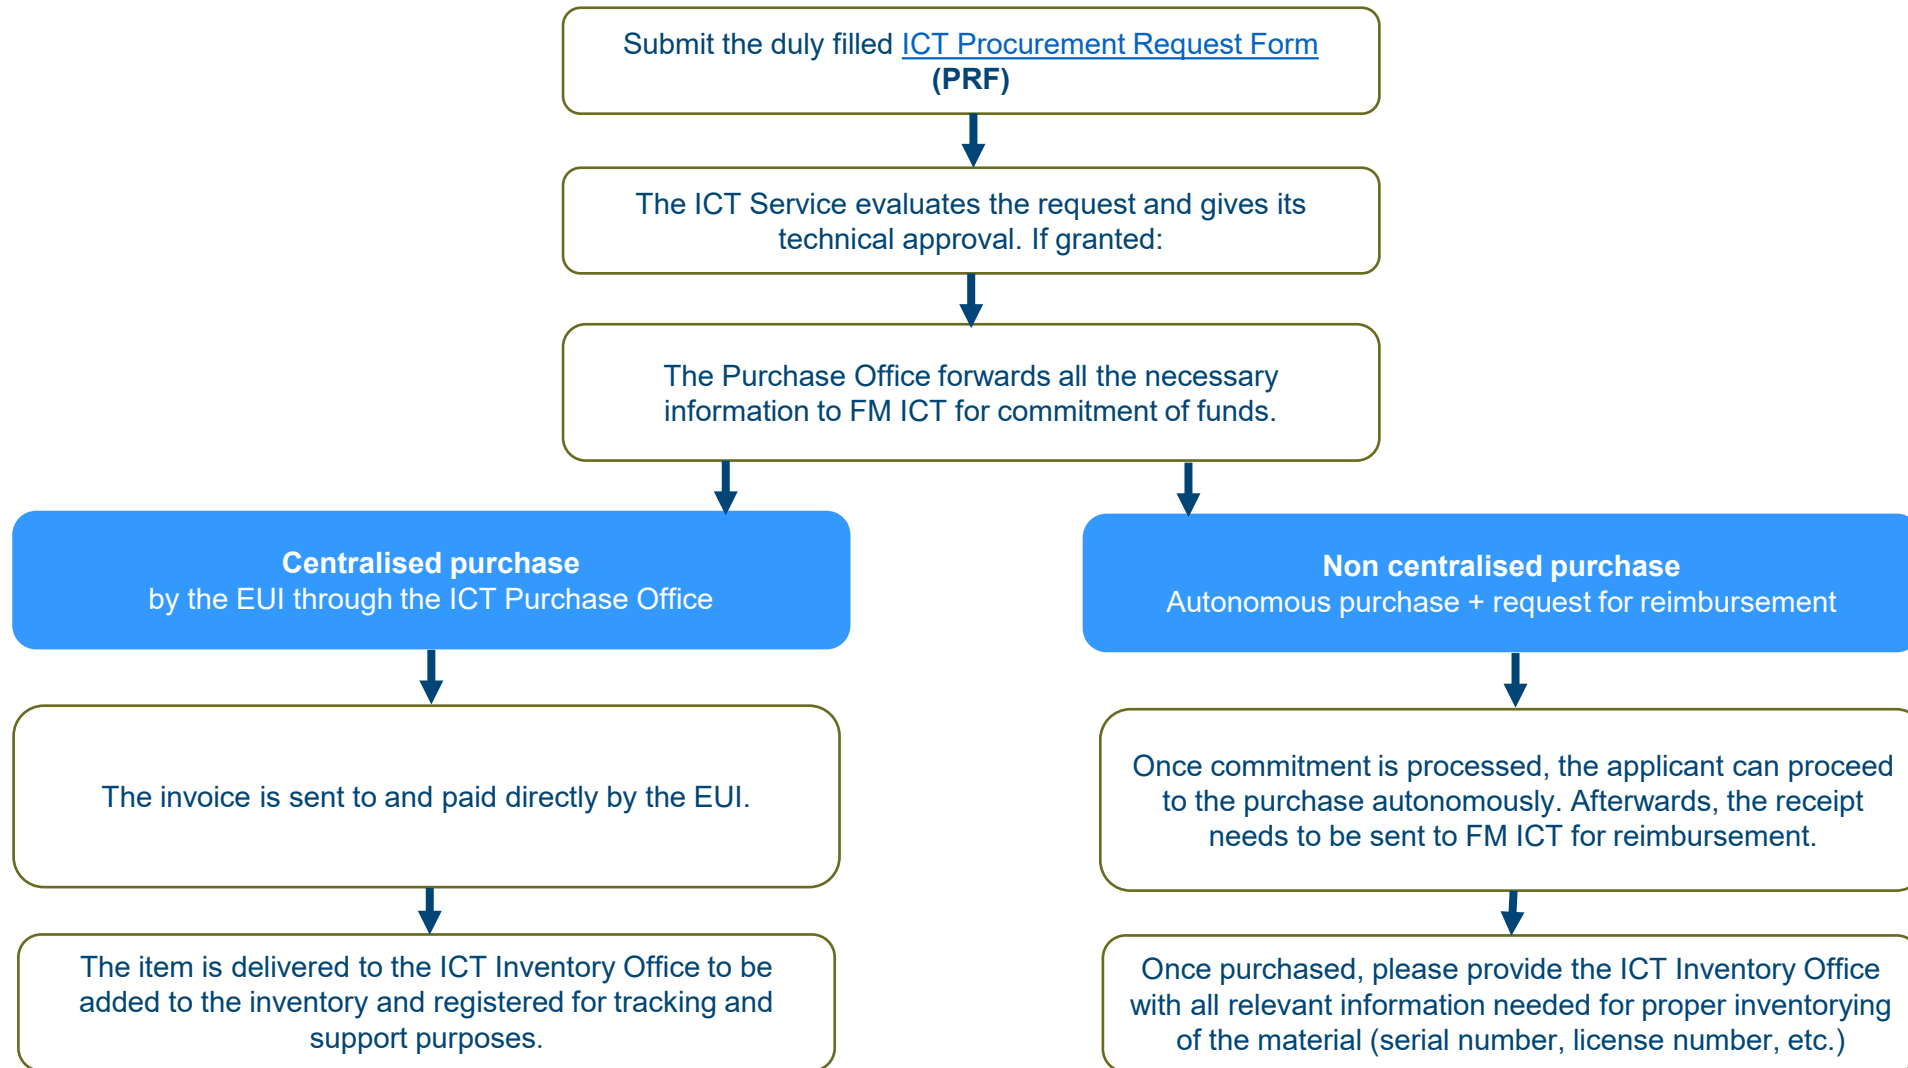 Submit the duly filled ICT Procurement Request Form
(PRF)
The ICT Service evaluates the request and gives its
technical approval. If granted:
The Purchase Office forwards all the necessary
information to FM ICT for commitment of funds.
Centralised purchase
by the EUI through the ICT Purchase Office
Non centralised purchase
Autonomous purchase + request for reimbursement
The invoice is sent to and paid directly by the EUI.
Once commitment is processed, the applicant can proceed
to the purchase autonomously. Afterwards, the receipt
needs to be sent to FM ICT for reimbursement.
The item is delivered to the ICT Inventory Office to be
added to the inventory and registered for tracking and
support purposes.
Once purchased, please provide the ICT Inventory Office
with all relevant information needed for proper inventorying
of the material (serial number, license number, etc.)